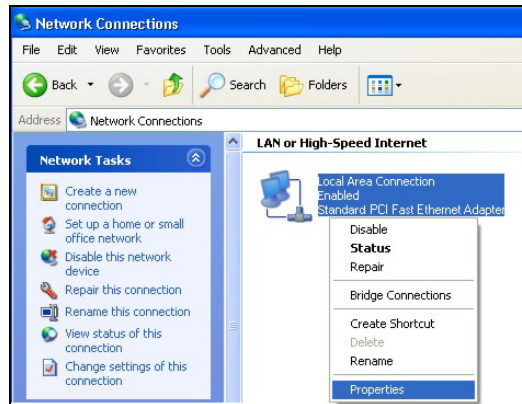 Network Connections
File Edit View Favorites Tools Advanced Help
Back Search Folders
Address Network Connections
Network Tasks
Create a new
connection
Set up a home or small
office network
Disable this network
device
Repair this connection
Rename this connection
View status of this
connection
Change settings of this
connection
LAN or High-Speed Internet
Local Area Connection
Enabled
Standard PCI Fast Ethernet Adapter
Disable
Status
Repair
Bridge Connections
Create Shortcut
Delete
Rename
Properties